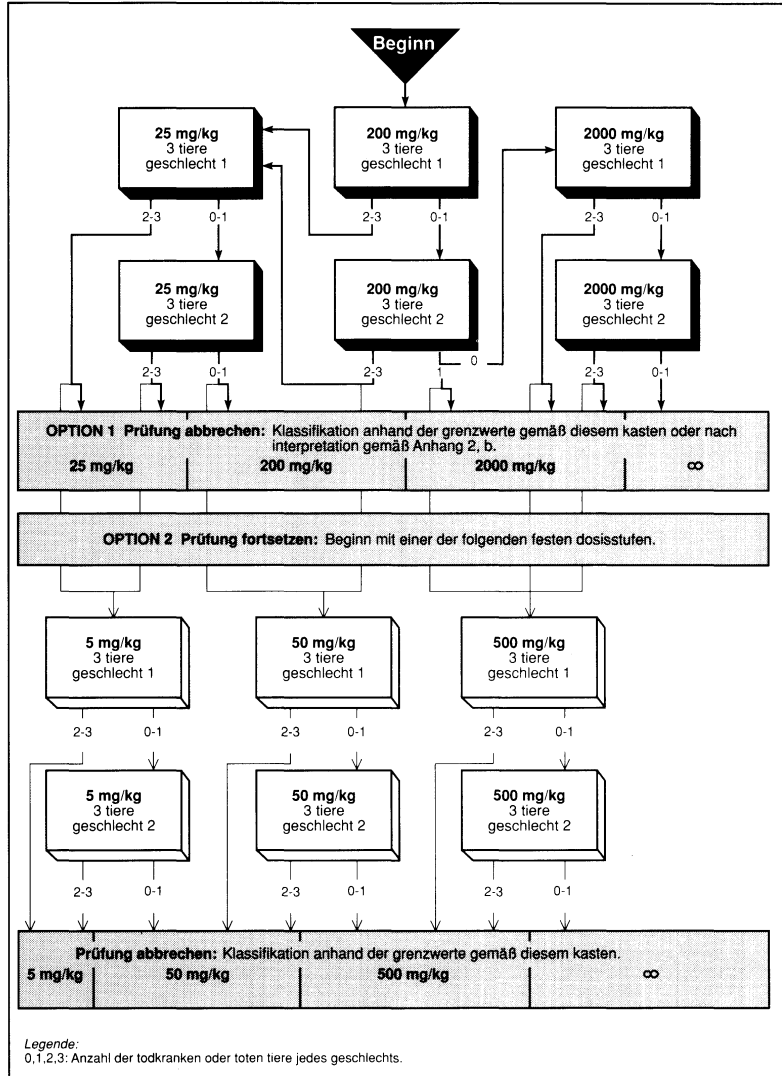 Beginn
25 mg/kg
3 tiere
geschlecht 1
200 mg/kg
3 tiere
geschlecht 1
2000 mg/kg
3 tiere
geschlecht 1
2-3
0-1
2-3
0-1
2-3
0-1
25 mg/kg
3 tiere
geschlecht 2
200 mg/kg
3 tiere
geschlecht 2
2000 mg/kg
3 tiere
geschlecht 2
0
2-3
0-1
2-3
1
2-3
0-1
OPTION 1 Prüfung abbrechen: Klassifikation anhand der grenzwerte gemäß diesem kasten oder nach
interpretation gemäß Anhang 2, b.
25 mg/kg
200 mg/kg
2000 mg/kg
∞
OPTION 2 Prüfung fortsetzen: Beginn mit einer der folgenden festen dosisstufen.
5 mg/kg
3 tiere
geschlecht 1
50 mg/kg
3 tiere
geschlecht 1
500 mg/kg
3 tiere
geschlecht 1
2-3
0-1
2-3
0-1
2-3
0-1
5 mg/kg
3 tiere
geschlecht 2
50 mg/kg
3 tiere
geschlecht 2
500 mg/kg
3 tiere
geschlecht 2
2-3
0-1
2-3
0-1
2-3
0-1
Prüfung abbrechen: Klassifikation anhand der grenzwerte gemäß diesem kasten.
5 mg/kg
50 mg/kg
500 mg/kg
∞
Legende:
0,1,2,3: Anzahl der todkranken oder toten tiere jedes geschlechts.